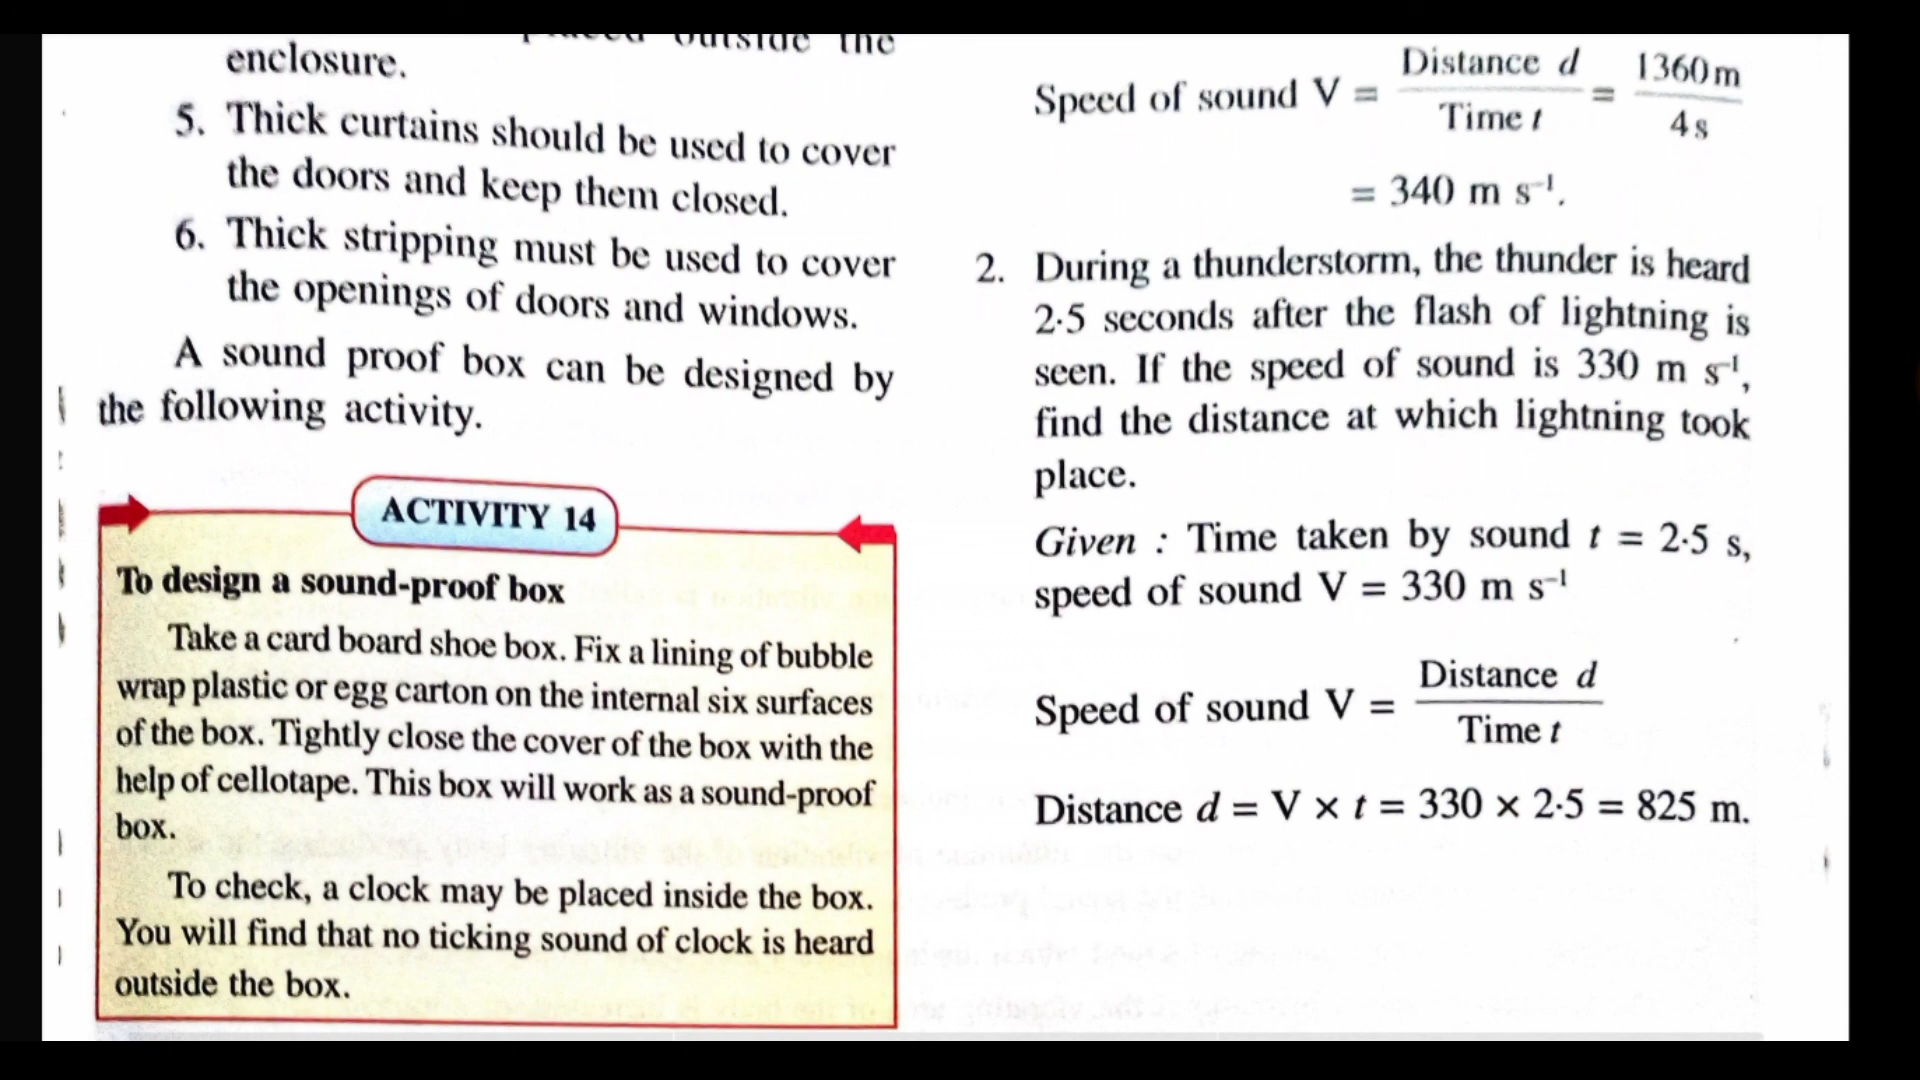 outside the
enclosure.
5. Thick curtains should be used to cover
the doors and keep them closed.
6. Thick stripping must be used to cover
the openings of doors and windows.
A sound proof box can be designed by
the following activity.
ACTIVITY 14
To design a sound-proof box
Take a card board shoe box. Fix a lining of bubble
wrap plastic or egg carton on the internal six surfaces
of the box. Tightly close the cover of the box with the
help of cellotape. This box will work as a sound-proof
box.
To check, a clock may be placed inside the box.
You will find that no ticking sound of clock is heard
outside the box.
Speed of sound V = Distance d / Time t = 1360 m / 4 s
= 340 m s⁻¹.
2. During a thunderstorm, the thunder is heard
2·5 seconds after the flash of lightning is
seen. If the speed of sound is 330 m s⁻¹,
find the distance at which lightning took
place.
Given : Time taken by sound t = 2·5 s,
speed of sound V = 330 m s⁻¹
Speed of sound V = Distance d / Time t
Distance d = V × t = 330 × 2·5 = 825 m.